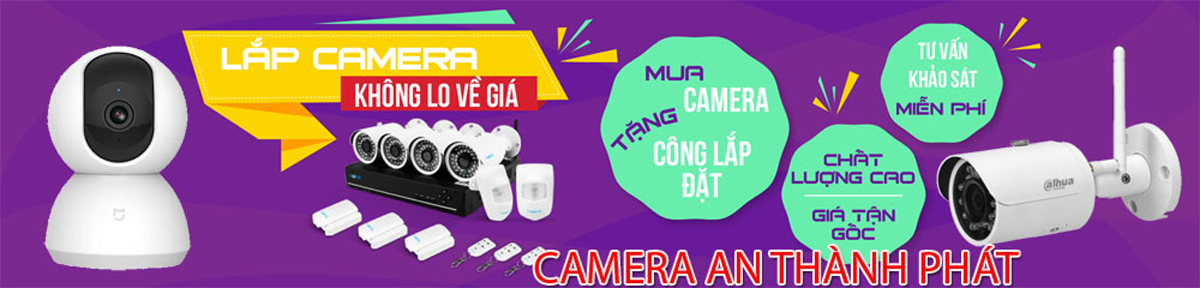 LẮP CAMERA
KHÔNG LO VỀ GIÁ
MUA
CAMERA
TẶNG
CÔNG LẮP
ĐẶT
TƯ VẤN
KHẢO SÁT
MIỄN PHÍ
CHẤT
LƯỢNG CAO
GIÁ TẬN
GỐC
alhua
CAMERA AN THÀNH PHÁT